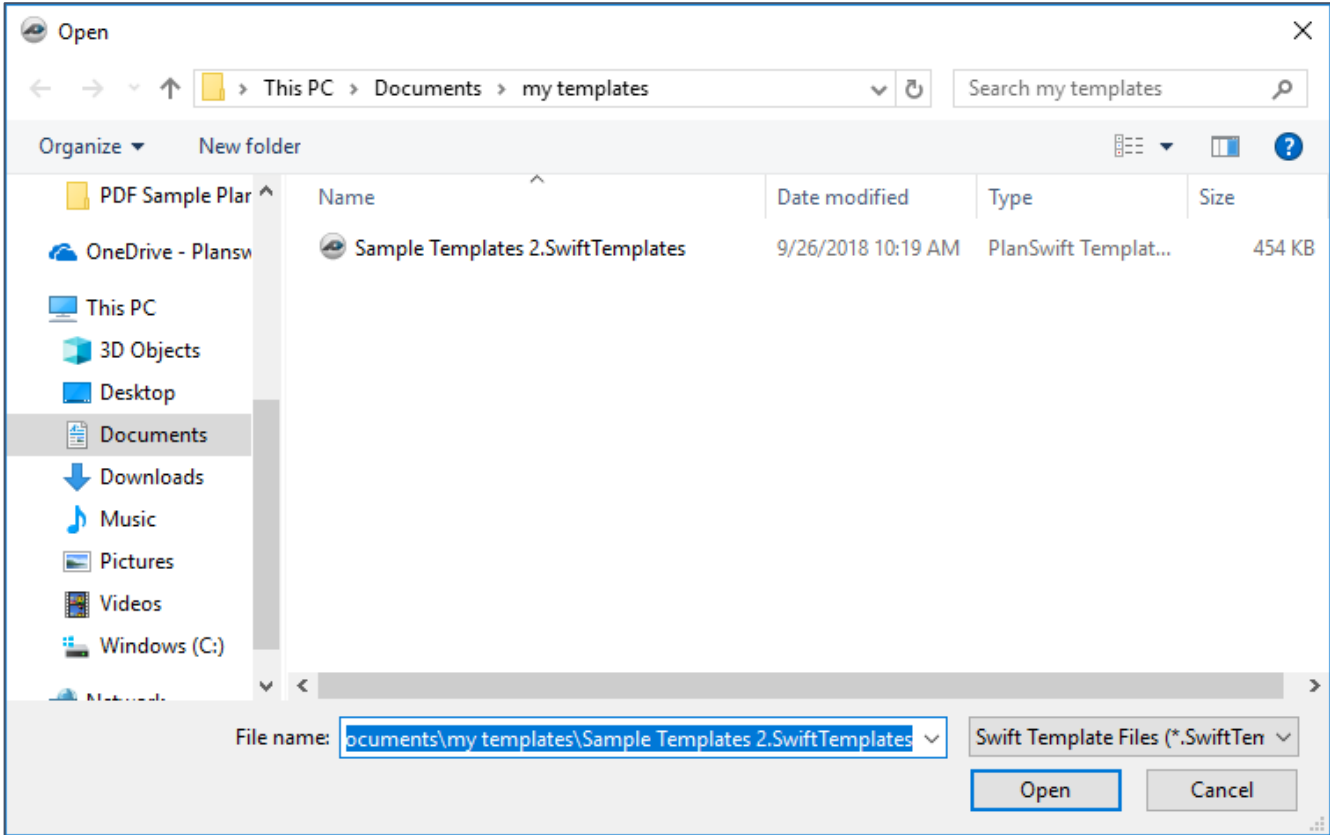 Open
This PC > Documents > my templates
Search my templates
Organize
New folder
Name
Date modified
Type
Size
PDF Sample Plar
Sample Templates 2.SwiftTemplates
9/26/2018 10:19 AM
PlanSwift Templat...
454 KB
OneDrive - Plansw
This PC
3D Objects
Desktop
Documents
Downloads
Music
Pictures
Videos
Windows (C:)
Network
File name:
ocuments\my templates\Sample Templates 2.SwiftTemplates
Swift Template Files (*.SwiftTem
Open
Cancel